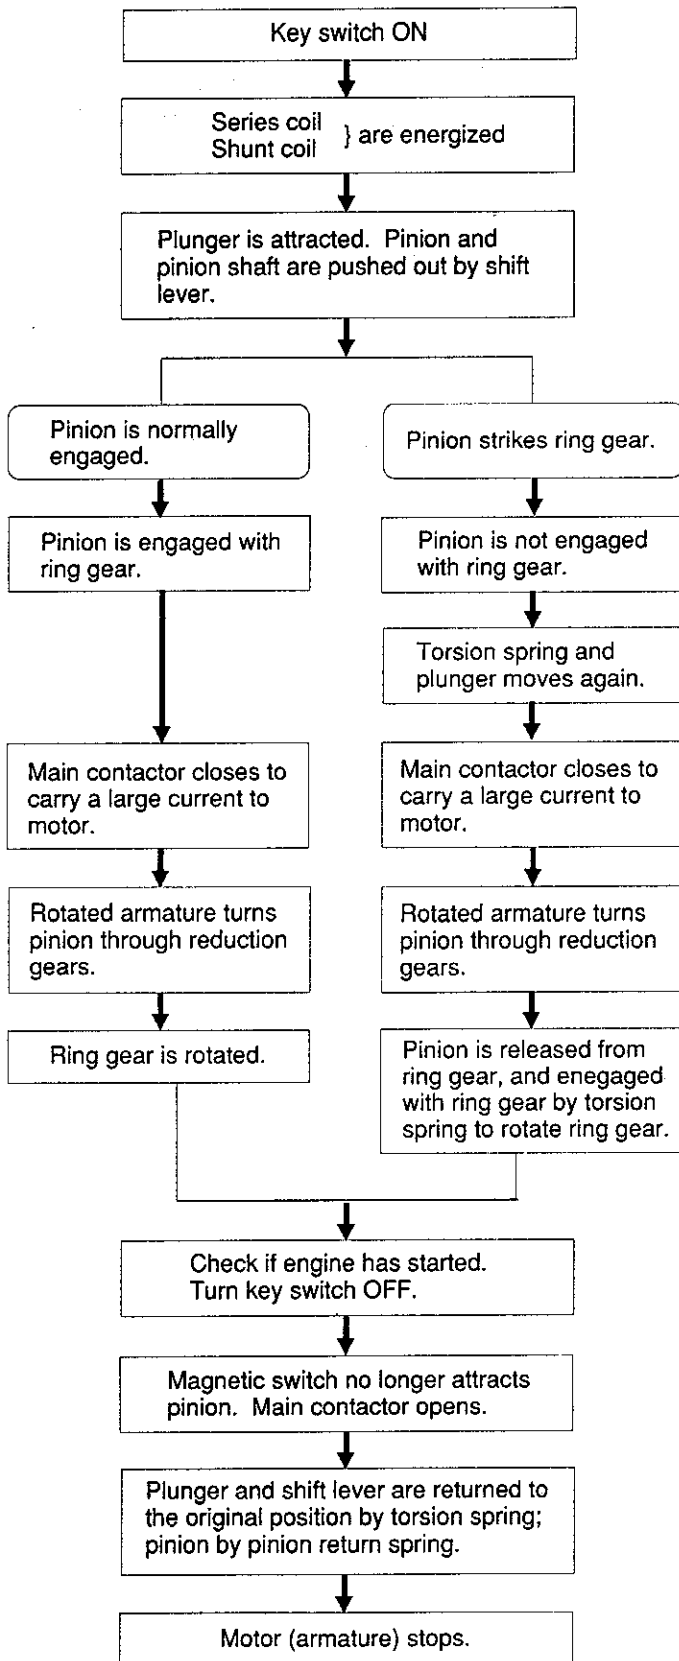 Key switch ON
Series coil
Shunt coil } are energized
Plunger is attracted. Pinion and
pinion shaft are pushed out by shift
lever.
Pinion is normally
engaged.
Pinion is engaged with
ring gear.
Main contactor closes to
carry a large current to
motor.
Rotated armature turns
pinion through reduction
gears.
Ring gear is rotated.
Pinion strikes ring gear.
Pinion is not engaged
with ring gear.
Torsion spring and
plunger moves again.
Main contactor closes to
carry a large current to
motor.
Rotated armature turns
pinion through reduction
gears.
Pinion is released from
ring gear, and enegaged
with ring gear by torsion
spring to rotate ring gear.
Check if engine has started.
Turn key switch OFF.
Magnetic switch no longer attracts
pinion. Main contactor opens.
Plunger and shift lever are returned to
the original position by torsion spring;
pinion by pinion return spring.
Motor (armature) stops.